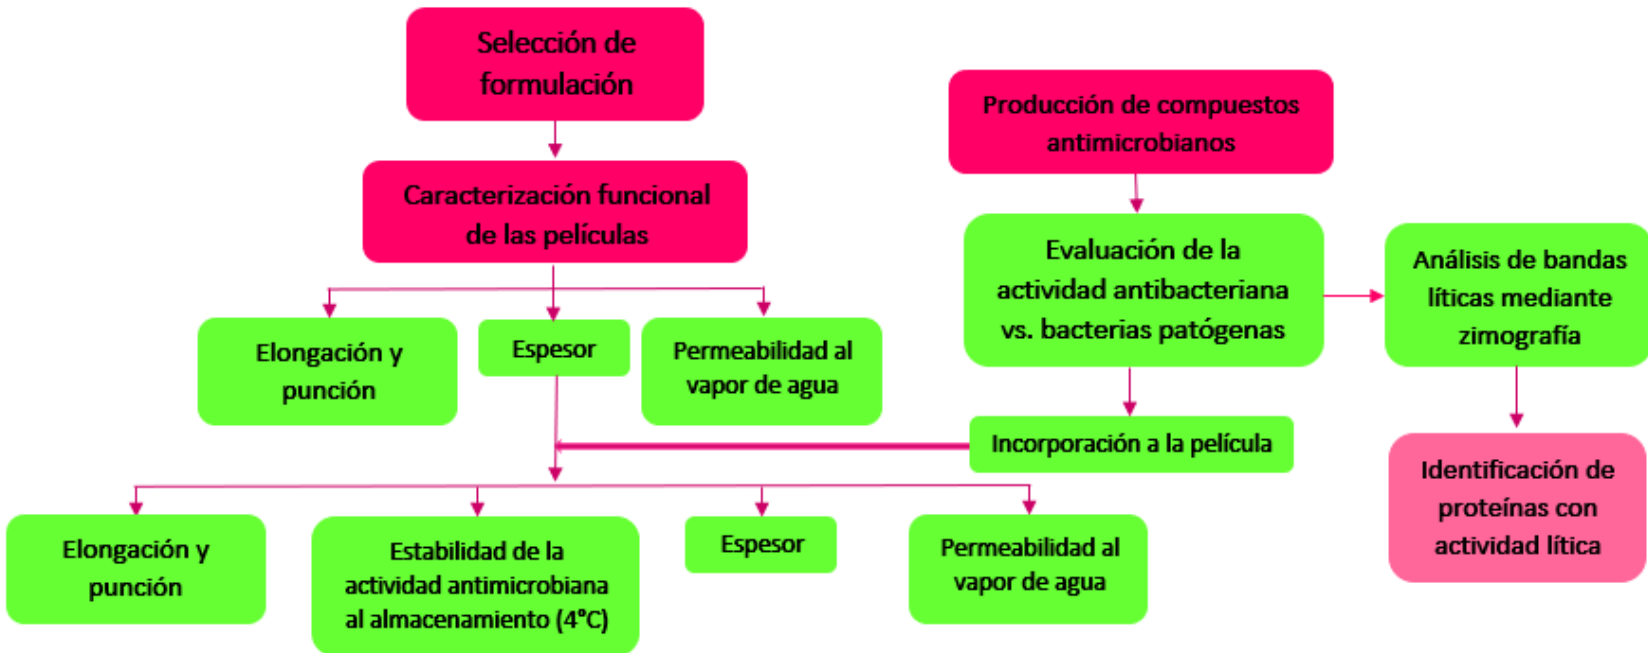 Selección de
formulación
Producción de compuestos
antimicrobianos
Caracterización funcional
de las películas
Evaluación de la
actividad antibacteriana
vs. bacterias patógenas
Análisis de bandas
líticas mediante
zimografía
Elongación y
punción
Espesor
Permeabilidad al
vapor de agua
Incorporación a la película
Identificación de
proteínas con
actividad lítica
Elongación y
punción
Estabilidad de la
actividad antimicrobiana
al almacenamiento (4°C)
Espesor
Permeabilidad al
vapor de agua